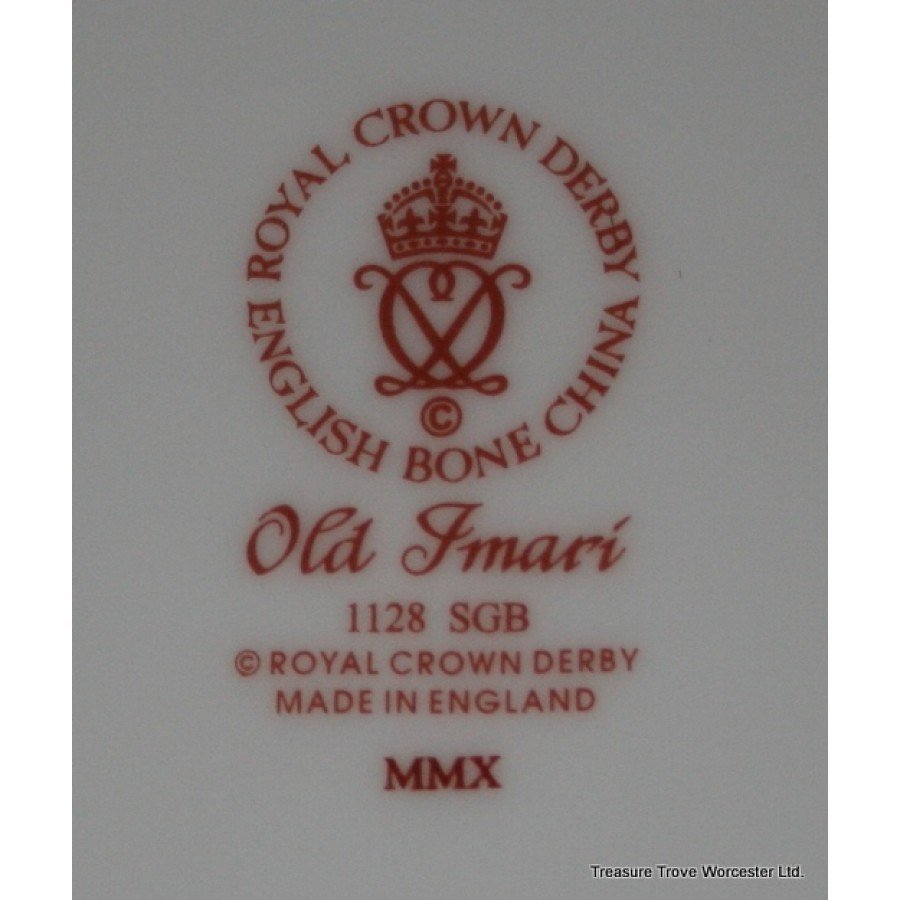 ROYAL CROWN DERBY
ENGLISH BONE CHINA
©
Old Imari
1128 SGB
© ROYAL CROWN DERBY
MADE IN ENGLAND
MMX
Treasure Trove Worcester Ltd.